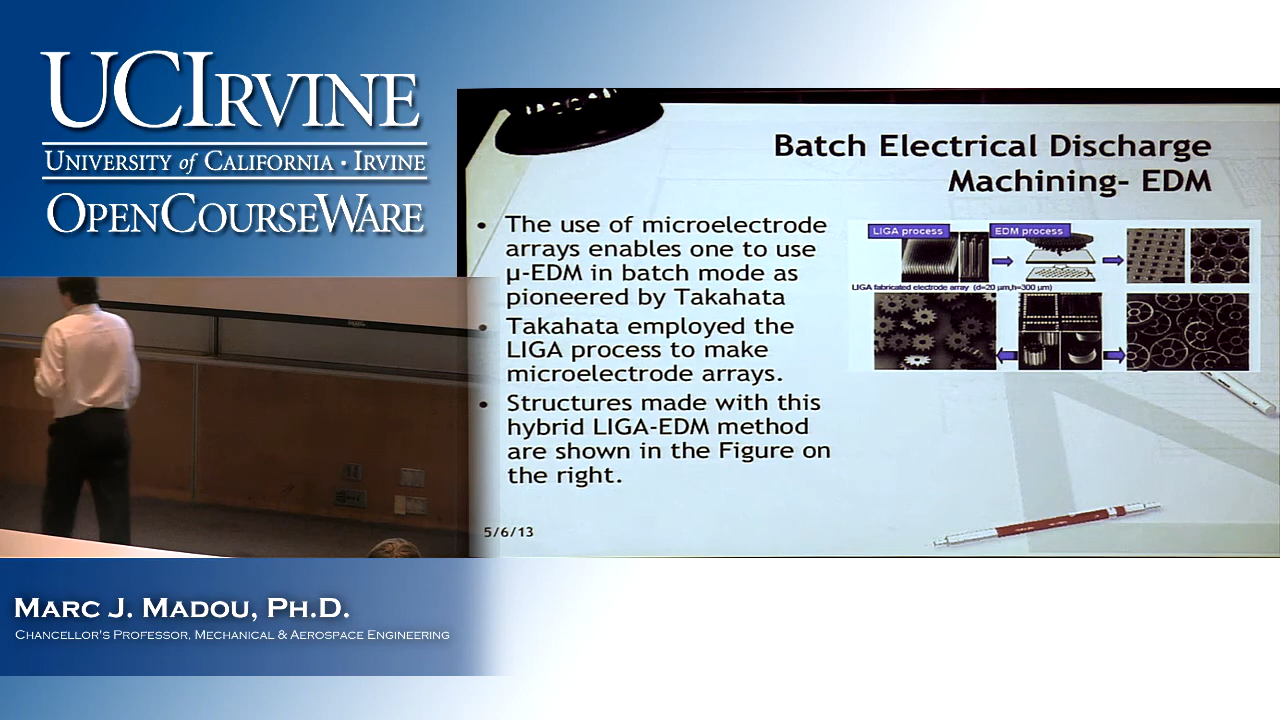 UCIRVINE
UNIVERSITY of CALIFORNIA · IRVINE
OPENCOURSEWARE
Batch Electrical Discharge
Machining- EDM
• The use of microelectrode
arrays enables one to use
µ-EDM in batch mode as
pioneered by Takahata
• Takahata employed the
LIGA process to make
microelectrode arrays.
• Structures made with this
hybrid LIGA-EDM method
are shown in the Figure on
the right.
LIGA process
EDM process
LIGA fabricated electrode array (d=20 µm,h=300 µm)
5/6/13
MARC J. MADOU, PH.D.
CHANCELLOR'S PROFESSOR, MECHANICAL & AEROSPACE ENGINEERING